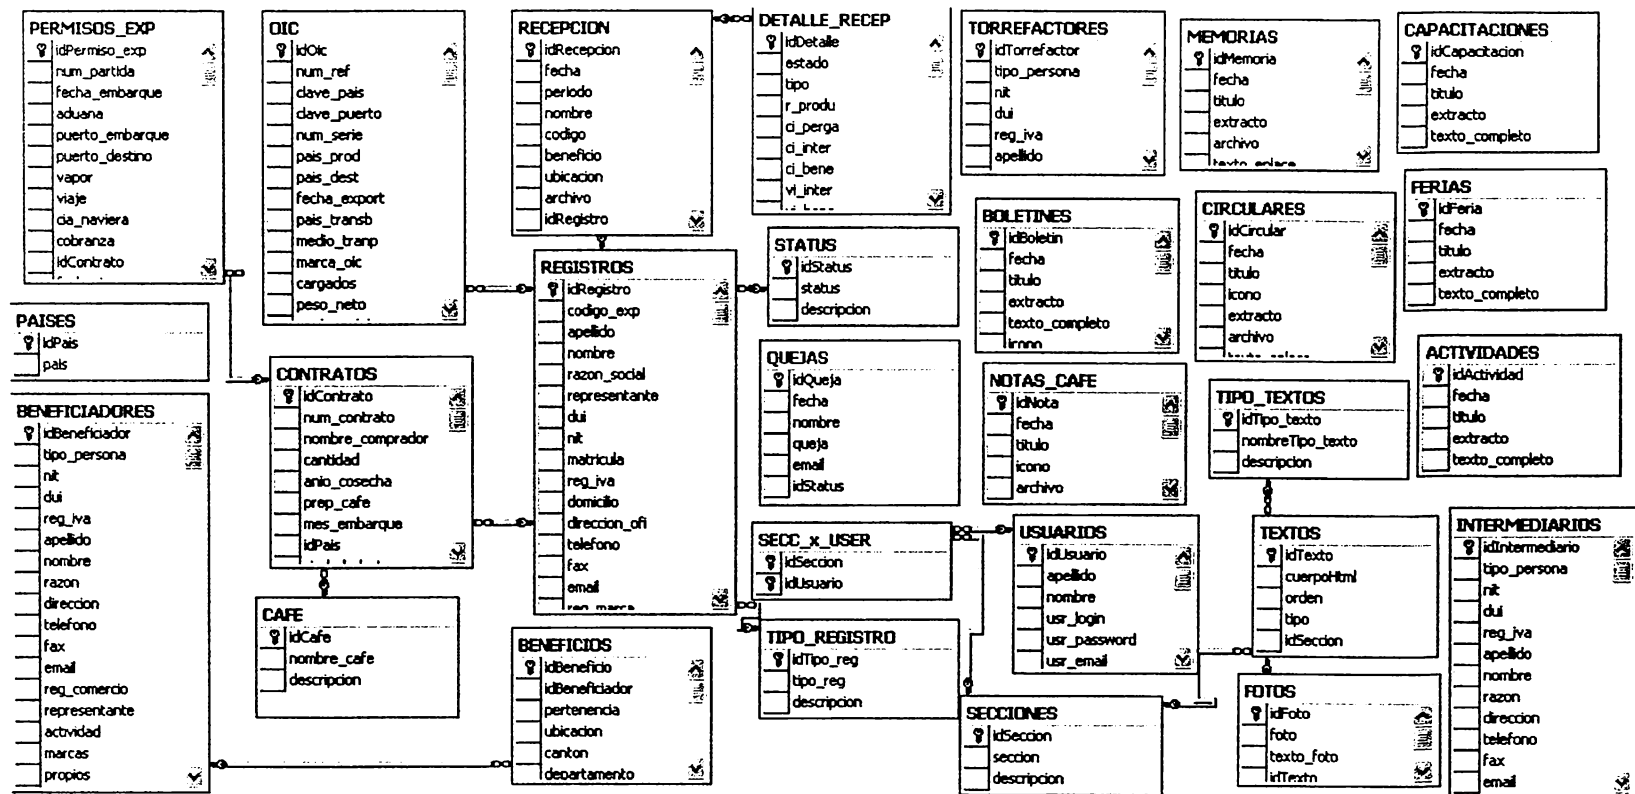 PERMISOS_EXP
idPermiso_exp
num_partida
fecha_embarque
aduana
puerto_embarque
puerto_destino
vapor
viaje
cia_naviera
cobranza
idContrato
OIC
idOic
num_ref
clave_pais
clave_puerto
num_serie
pais_prod
pais_dest
fecha_export
pais_transb
medio_tranp
marca_oic
cargados
peso_neto
RECEPCION
idRecepcion
fecha
periodo
nombre
codigo
beneficio
ubicacion
archivo
idRegistro
DETALLE_RECEP
idDetalle
estado
tipo
r_produ
ci_perga
ci_inter
ci_bene
vi_inter
TORREFACTORES
idTorrefactor
tipo_persona
nit
dui
reg_iva
apellido
MEMORIAS
idMemoria
fecha
titulo
extracto
archivo
texto_enlace
CAPACITACIONES
idCapacitacion
fecha
titulo
extracto
texto_completo
PAISES
idPais
pais
CONTRATOS
idContrato
num_contrato
nombre_comprador
cantidad
anio_cosecha
prep_cafe
mes_embarque
idPais
REGISTROS
idRegistro
codigo_exp
apellido
nombre
razon_social
representante
dui
nit
matricula
reg_iva
domicilio
direccion_ofi
telefono
fax
email
reg_marca
STATUS
idStatus
status
descripcion
BOLETINES
idBoletin
fecha
titulo
extracto
texto_completo
icono
CIRCULARES
idCircular
fecha
titulo
icono
extracto
archivo
FERIAS
idFeria
fecha
titulo
extracto
texto_completo
BENEFICIADORES
idBeneficiador
tipo_persona
nit
dui
reg_iva
apellido
nombre
razon
direccion
telefono
fax
email
reg_comercio
representante
actividad
marcas
propios
QUEJAS
idQueja
fecha
nombre
queja
email
idStatus
NOTAS_CAFE
idNota
fecha
titulo
icono
archivo
TIPO_TEXTOS
idTipo_texto
nombreTipo_texto
descripcion
ACTIVIDADES
idActividad
fecha
titulo
extracto
texto_completo
CAFE
idCafe
nombre_cafe
descripcion
BENEFICIOS
idBeneficio
idBeneficiador
pertenencia
ubicacion
canton
departamento
SECC_x_USER
idSeccion
idUsuario
TIPO_REGISTRO
idTipo_reg
tipo_reg
descripcion
USUARIOS
idUsuario
apellido
nombre
usr_login
usr_password
usr_email
SECCIONES
idSeccion
seccion
descripcion
TEXTOS
idTexto
cuerpoHtml
orden
tipo
idSeccion
FOTOS
idFoto
foto
texto_foto
idTexto
INTERMEDIARIOS
idIntermediario
tipo_persona
nit
dui
reg_iva
apellido
nombre
razon
direccion
telefono
fax
email